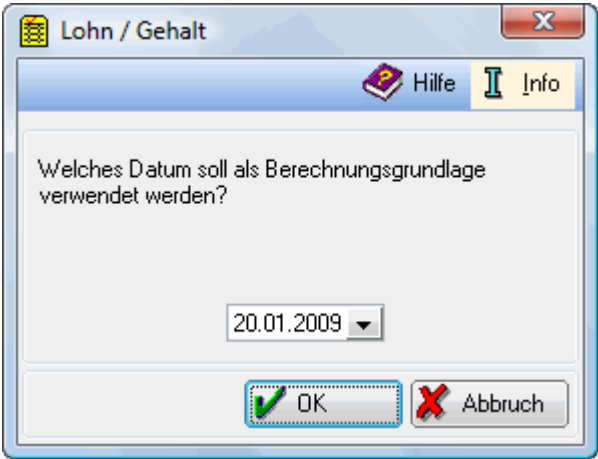 Lohn / Gehalt
Hilfe Info
Welches Datum soll als Berechnungsgrundlage
verwendet werden?
20.01.2009
OK Abbruch